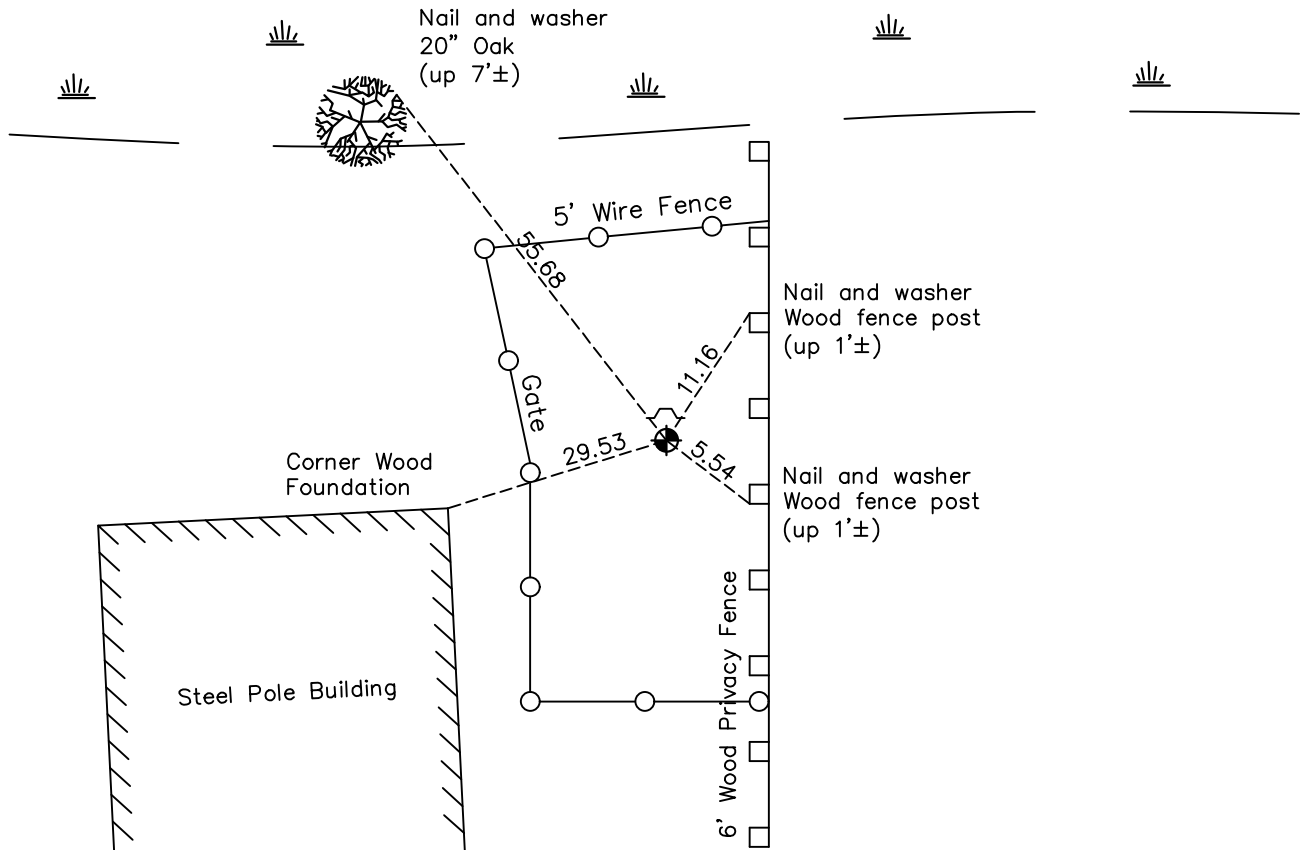 Nail and washer
20” Oak
(up 7’±)
5’ Wire Fence
55.68
Nail and washer
Wood fence post
(up 1’±)
11.16
Gate
29.53
5.54
Corner Wood
Foundation
Nail and washer
Wood fence post
(up 1’±)
Steel Pole Building
6’ Wood Privacy Fence